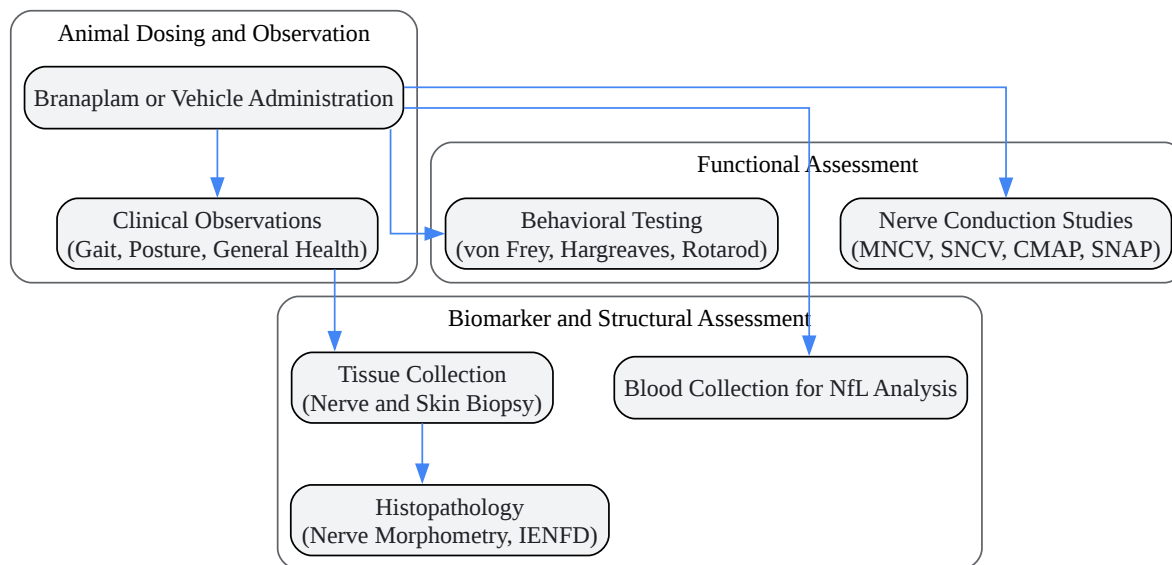 Animal Dosing and Observation
Branaplam or Vehicle Administration
Clinical Observations
(Gait, Posture, General Health)
Functional Assessment
Behavioral Testing
(von Frey, Hargreaves, Rotarod)
Nerve Conduction Studies
(MNCV, SNCV, CMAP, SNAP)
Biomarker and Structural Assessment
Tissue Collection
(Nerve and Skin Biopsy)
Blood Collection for NfL Analysis
Histopathology
(Nerve Morphometry, IENFD)